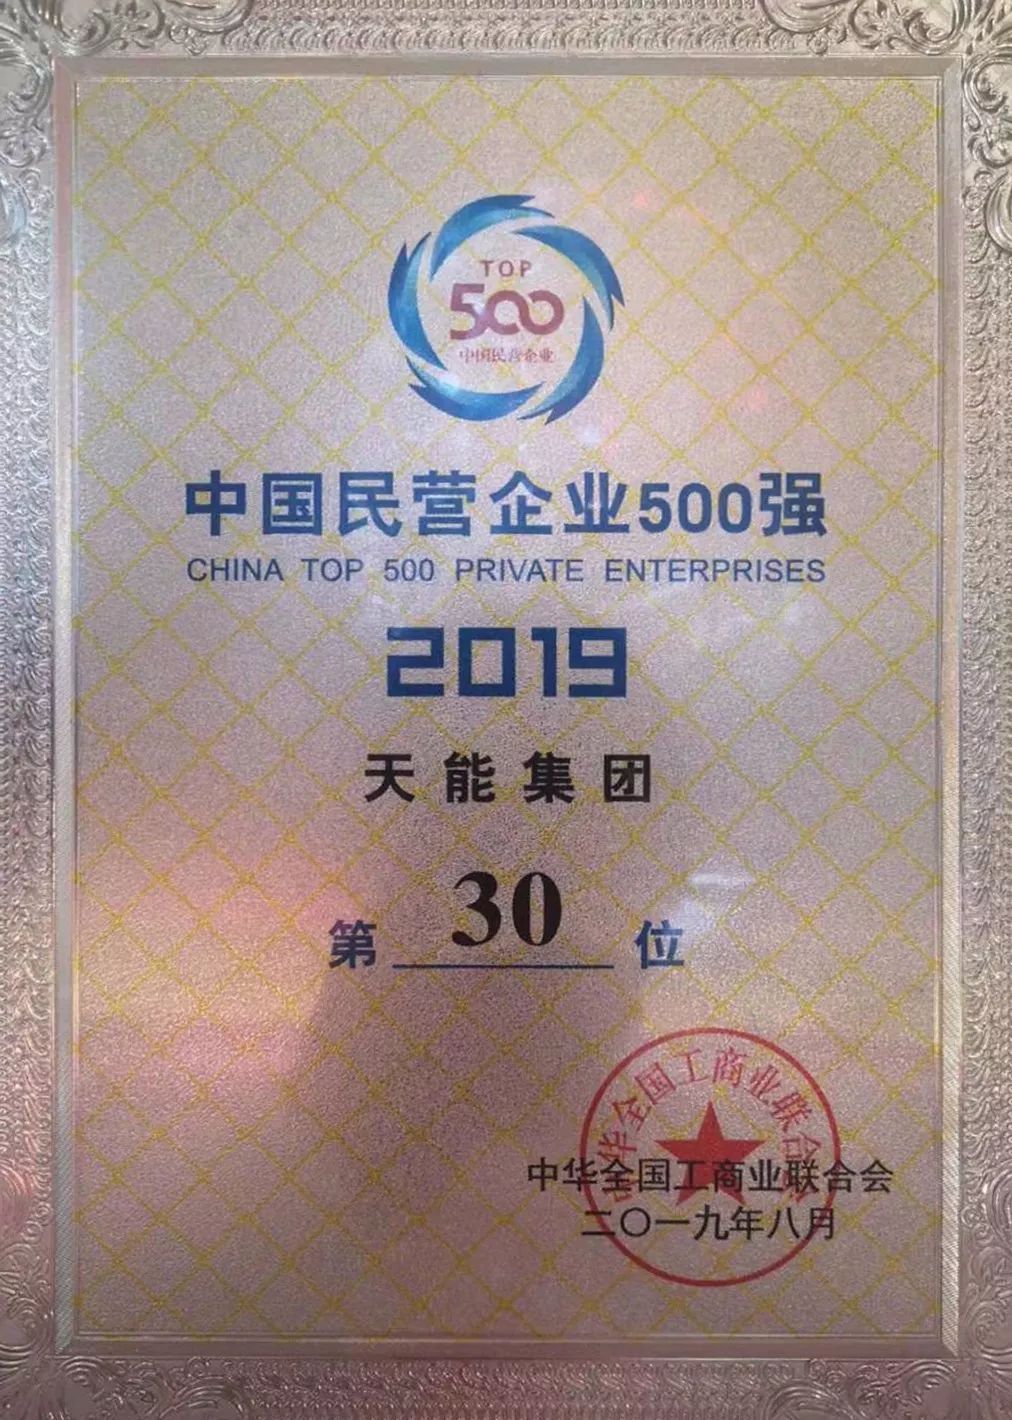 TOP
500
中国民营企业
中国民营企业500强
CHINA TOP 500 PRIVATE ENTERPRISES
2019
天能集团
第 30 位
中华全国工商业联合会
中华全国工商业联合会
二〇一九年八月